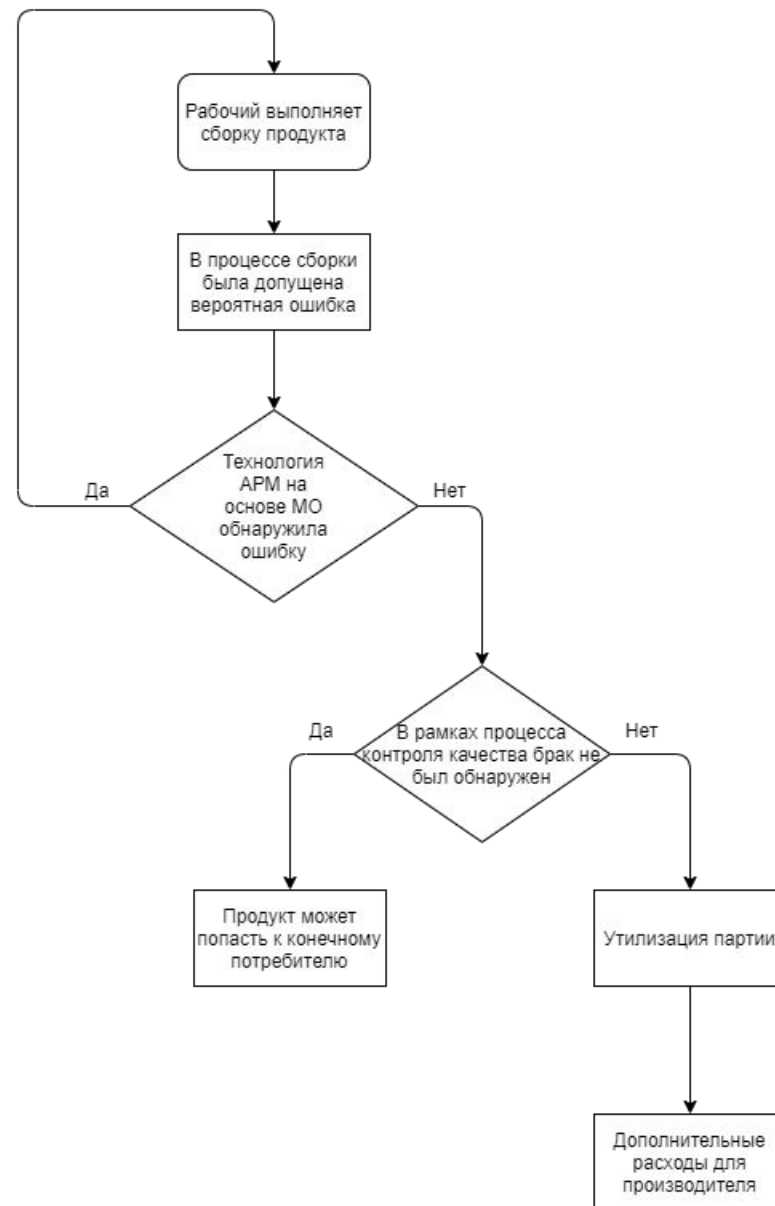 Рабочий выполняет
сборку продукта
В процессе сборки
была допущена
вероятная ошибка
Технология
АРМ на
основе МО
обнаружила
ошибку
Да
Нет
В рамках процесса
контроля качества брак не
был обнаружен
Да
Нет
Продукт может
попасть к конечному
потребителю
Утилизация партии
Дополнительные
расходы для
производителя